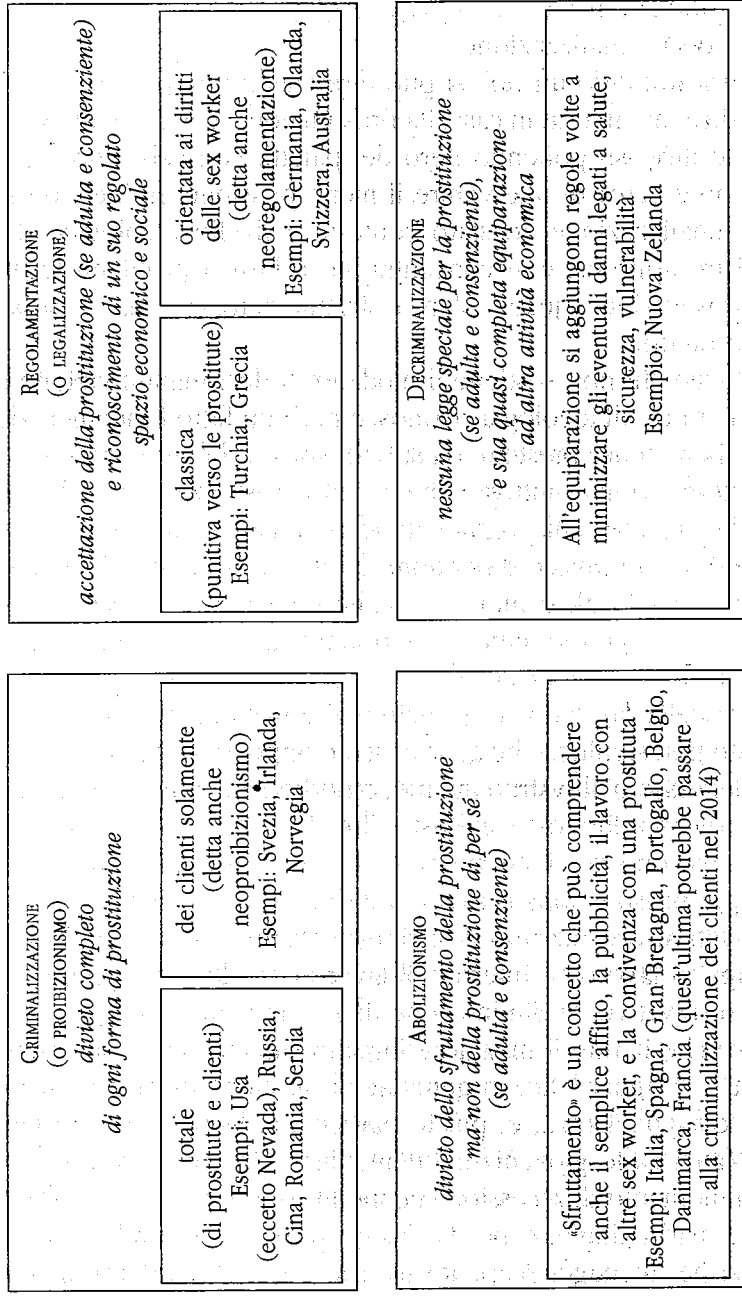 CRIMINALIZZAZIONE
(O PROIBIZIONISMO)
divieto completo
di ogni forma di prostituzione
totale
(di prostitute e clienti)
Esempi: Usa
(eccetto Nevada), Russia,
Cina, Romania, Serbia
dei clienti solamente
(detta anche
neoproibizionismo)
Esempi: Svezia, Irlanda,
Norvegia
REGOLAMENTAZIONE
(O LEGALIZZAZIONE)
accettazione della prostituzione (se adulta e consenziente)
e riconoscimento di un suo regolato
spazio economico e sociale
classica
(punitiva verso le prostitute)
Esempi: Turchia, Grecia
orientata ai diritti
delle sex worker
(detta anche
neoregolamentazione)
Esempi: Germania, Olanda,
Svizzera, Australia
ABOLIZIONISMO
divieto dello sfruttamento della prostituzione
ma non della prostituzione di per sé
(se adulta e consenziente)
«Sfruttamento» è un concetto che può comprendere
anche il semplice affitto, la pubblicità, il lavoro con
altre sex worker, e la convivenza con una prostituta
Esempi: Italia, Spagna, Gran Bretagna, Portogallo, Belgio,
Danimarca, Francia (quest'ultima potrebbe passare
alla criminalizzazione dei clienti nel 2014)
DECRIMINALIZZAZIONE
nessuna legge speciale per la prostituzione
(se adulta e consenziente),
e sua quasi completa equiparazione
ad altra attività economica
All'equiparazione si aggiungono regole volte a
minimizzare gli eventuali danni legati a salute,
sicurezza, vulnerabilità
Esempio: Nuova Zelanda